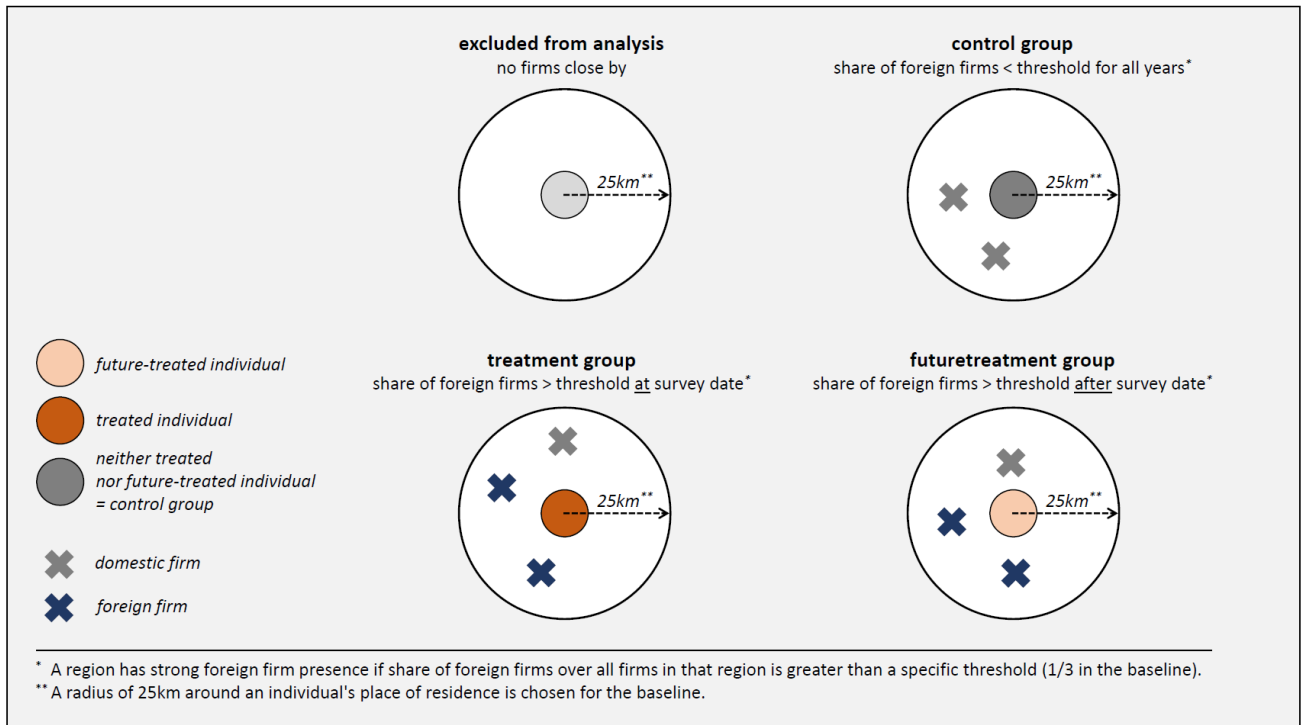 excluded from analysis
no firms close by
25km**
control group
share of foreign firms < threshold for all years*
25km**
future-treated individual
treated individual
neither treated
nor future-treated individual
= control group
domestic firm
foreign firm
treatment group
share of foreign firms > threshold at survey date*
25km**
futuretreatment group
share of foreign firms > threshold after survey date*
25km**
* A region has strong foreign firm presence if share of foreign firms over all firms in that region is greater than a specific threshold (1/3 in the baseline).
** A radius of 25km around an individual's place of residence is chosen for the baseline.